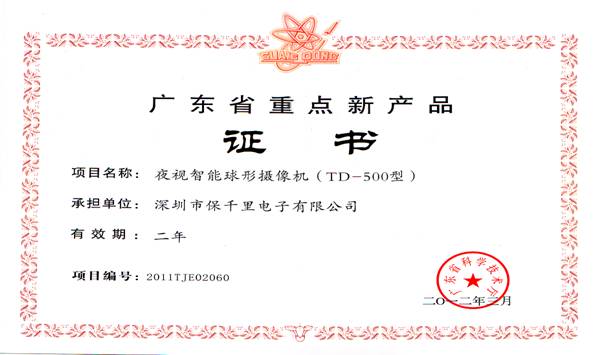 GUANG DONG
广东省重点新产品
证书
项目名称：夜视智能球形摄像机（TD-500型）
承担单位：深圳市保千里电子有限公司
有效期：二年
项目编号：2011TJE02060
广东省科学技术厅
二〇一二年三月